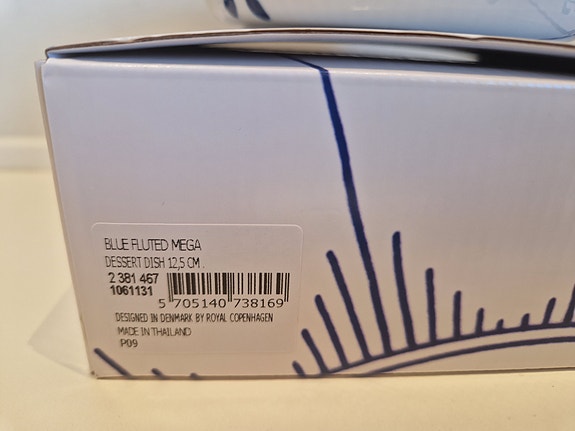 BLUE FLUTED MEGA
DESSERT DISH 12,5 CM .
2 381 467
1061131
5 705140 738169
DESIGNED IN DENMARK BY ROYAL COPENHAGEN
MADE IN THAILAND
P09